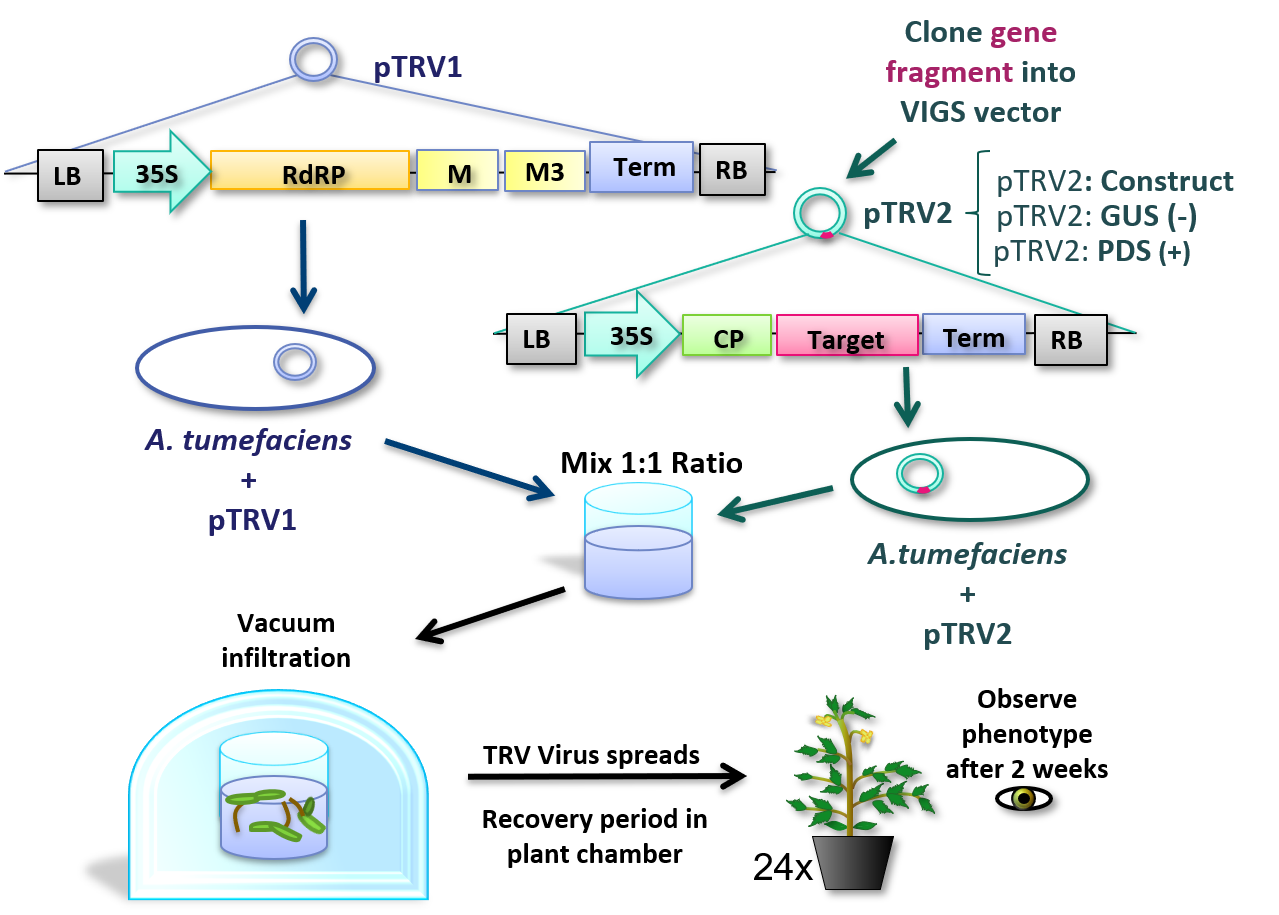 pTRV1
LB 35S RdRP M M3 Term RB
Clone gene
fragment into
VIGS vector
pTRV2
pTRV2: Construct
pTRV2: GUS (-)
pTRV2: PDS (+)
LB 35S CP Target Term RB
A. tumefaciens
+
pTRV1
Mix 1:1 Ratio
A.tumefaciens
+
pTRV2
Vacuum
infiltration
TRV Virus spreads
Recovery period in
plant chamber
24x
Observe
phenotype
after 2 weeks